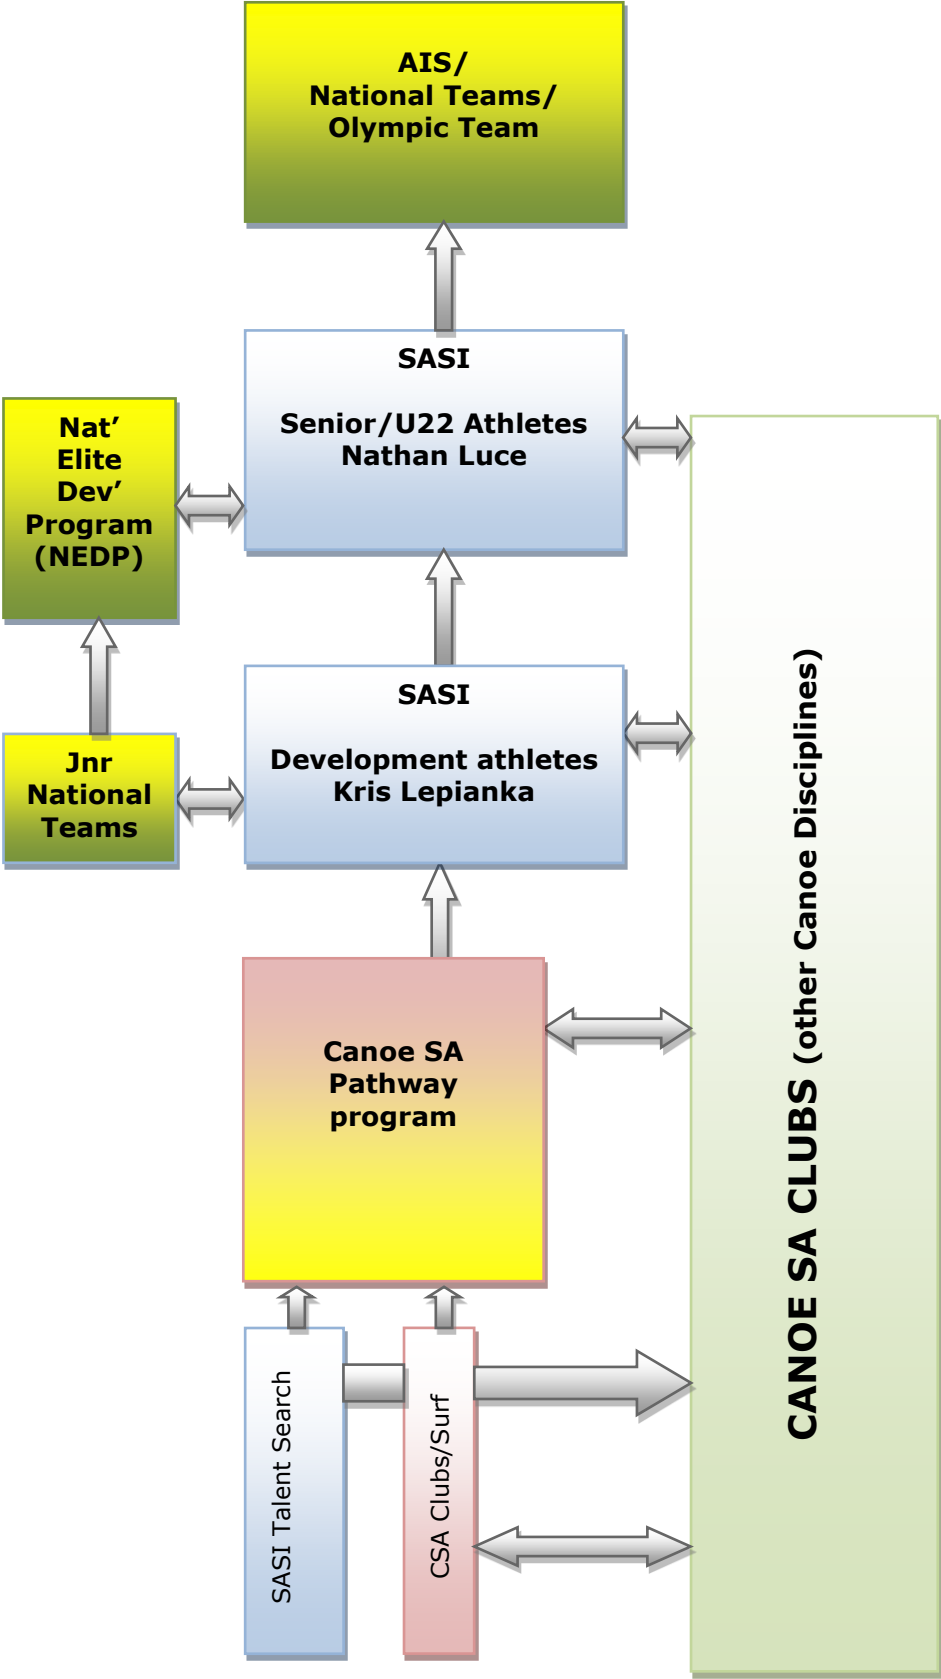 AIS/
National Teams/
Olympic Team
SASI
Senior/U22 Athletes
Nathan Luce
Nat’
Elite
Dev’
Program
(NEDP)
SASI
Development athletes
Kris Lepianka
Jnr
National
Teams
CANOE SA CLUBS (other Canoe Disciplines)
Canoe SA
Pathway
program
SASI Talent Search
CSA Clubs/Surf